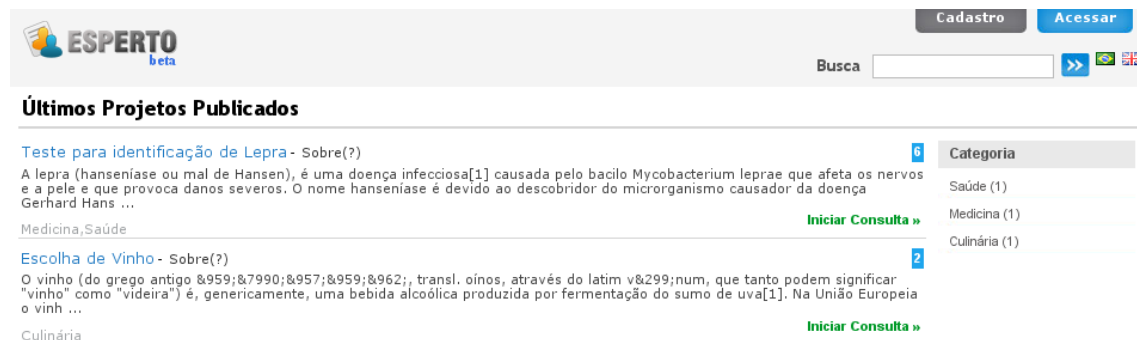 Cadastro Acessar
ESPERTO
beta
Busca
Últimos Projetos Publicados
Teste para identificação de Lepra - Sobre(?) 6
A lepra (hanseníase ou mal de Hansen), é uma doença infecciosa[1] causada pelo bacilo Mycobacterium leprae que afeta os nervos
e a pele e que provoca danos severos. O nome hanseníase é devido ao descobridor do microrganismo causador da doença
Gerhard Hans ...
Iniciar Consulta »
Medicina,Saúde
Escolha de Vinho - Sobre(?) 2
O vinho (do grego antigo &959;&7990;&957;&959;&962;, transl. oínos, através do latim v&299;num, que tanto podem significar
"vinho" como "videira") é, genericamente, uma bebida alcoólica produzida por fermentação do sumo de uva[1]. Na União Europeia
o vinh ...
Iniciar Consulta »
Culinária
Categoria
Saúde (1)
Medicina (1)
Culinária (1)